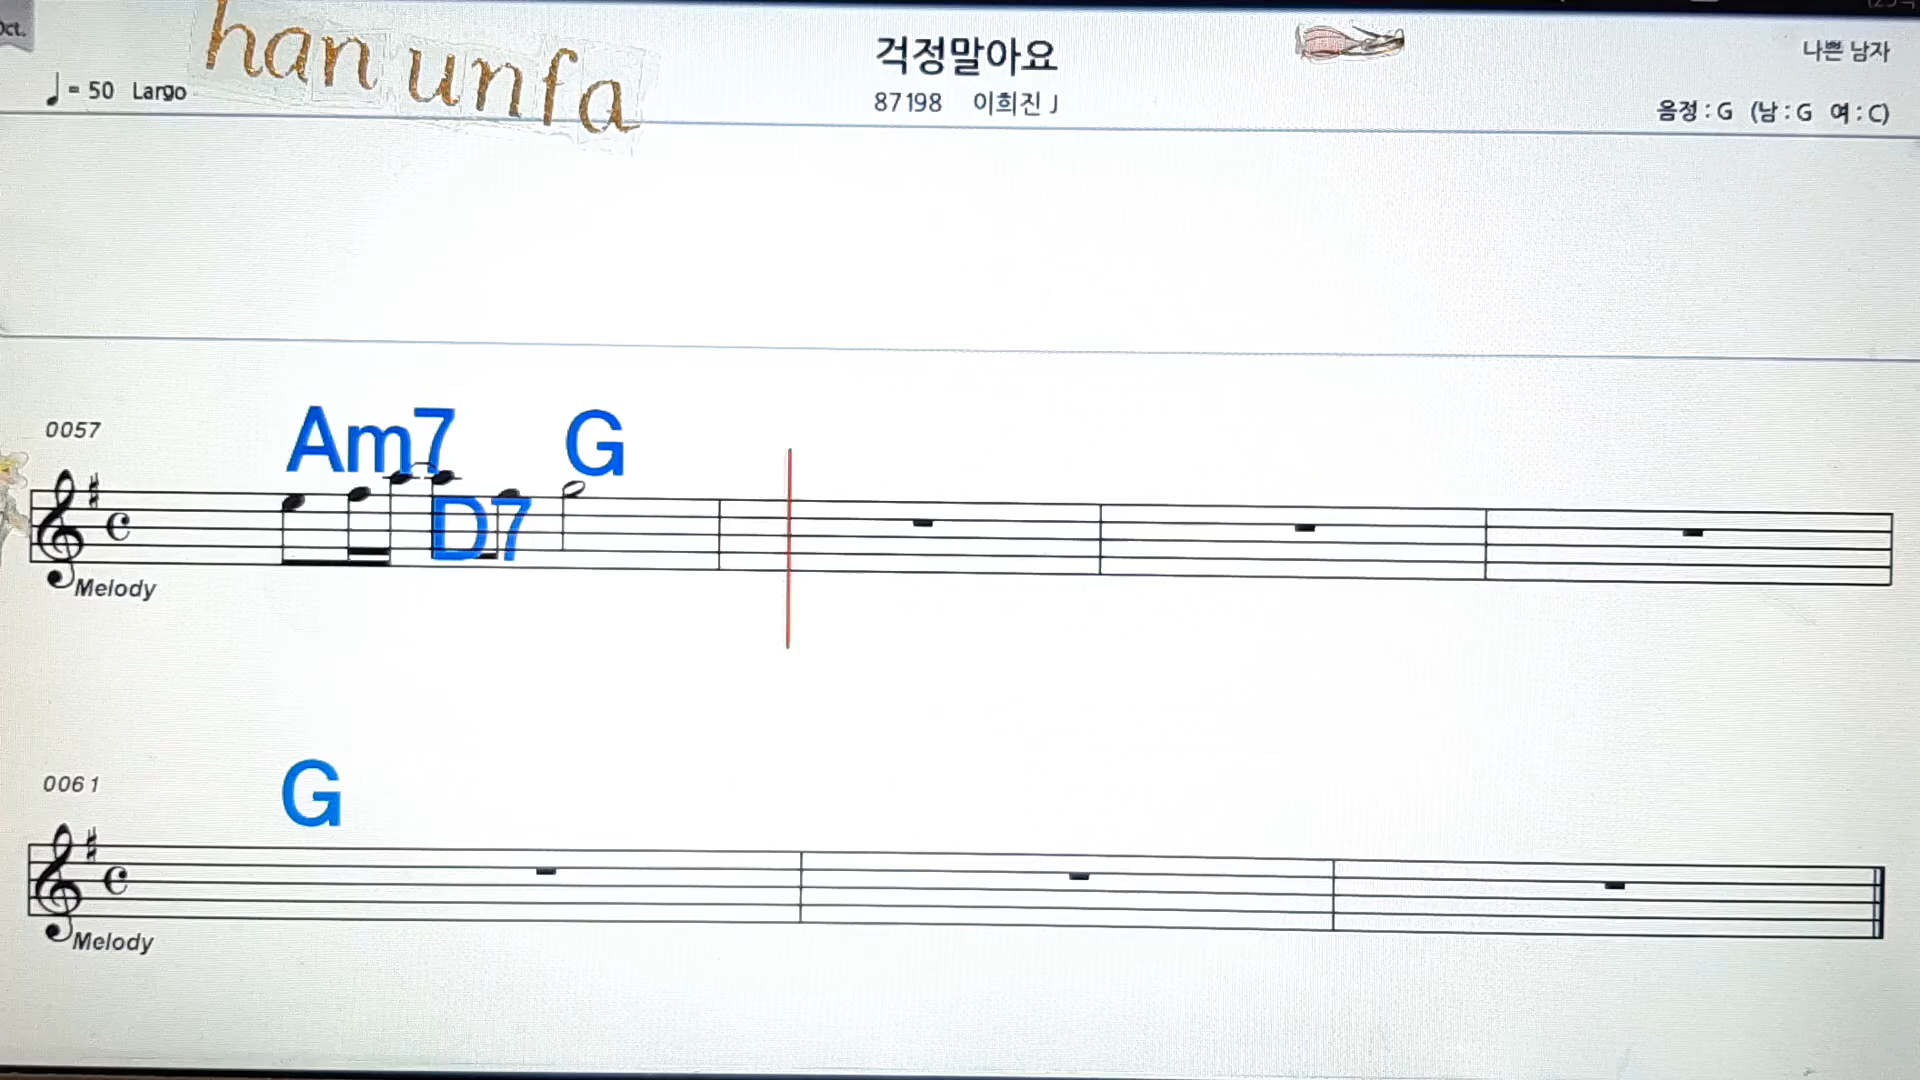 Oct.
han unfa
♩ = 50 Largo
걱정말아요
87198 이희진 J
나쁜 남자
음정 : G (남 : G 여 : C)
0057
Am7 G
D7
Melody
0061
G
Melody